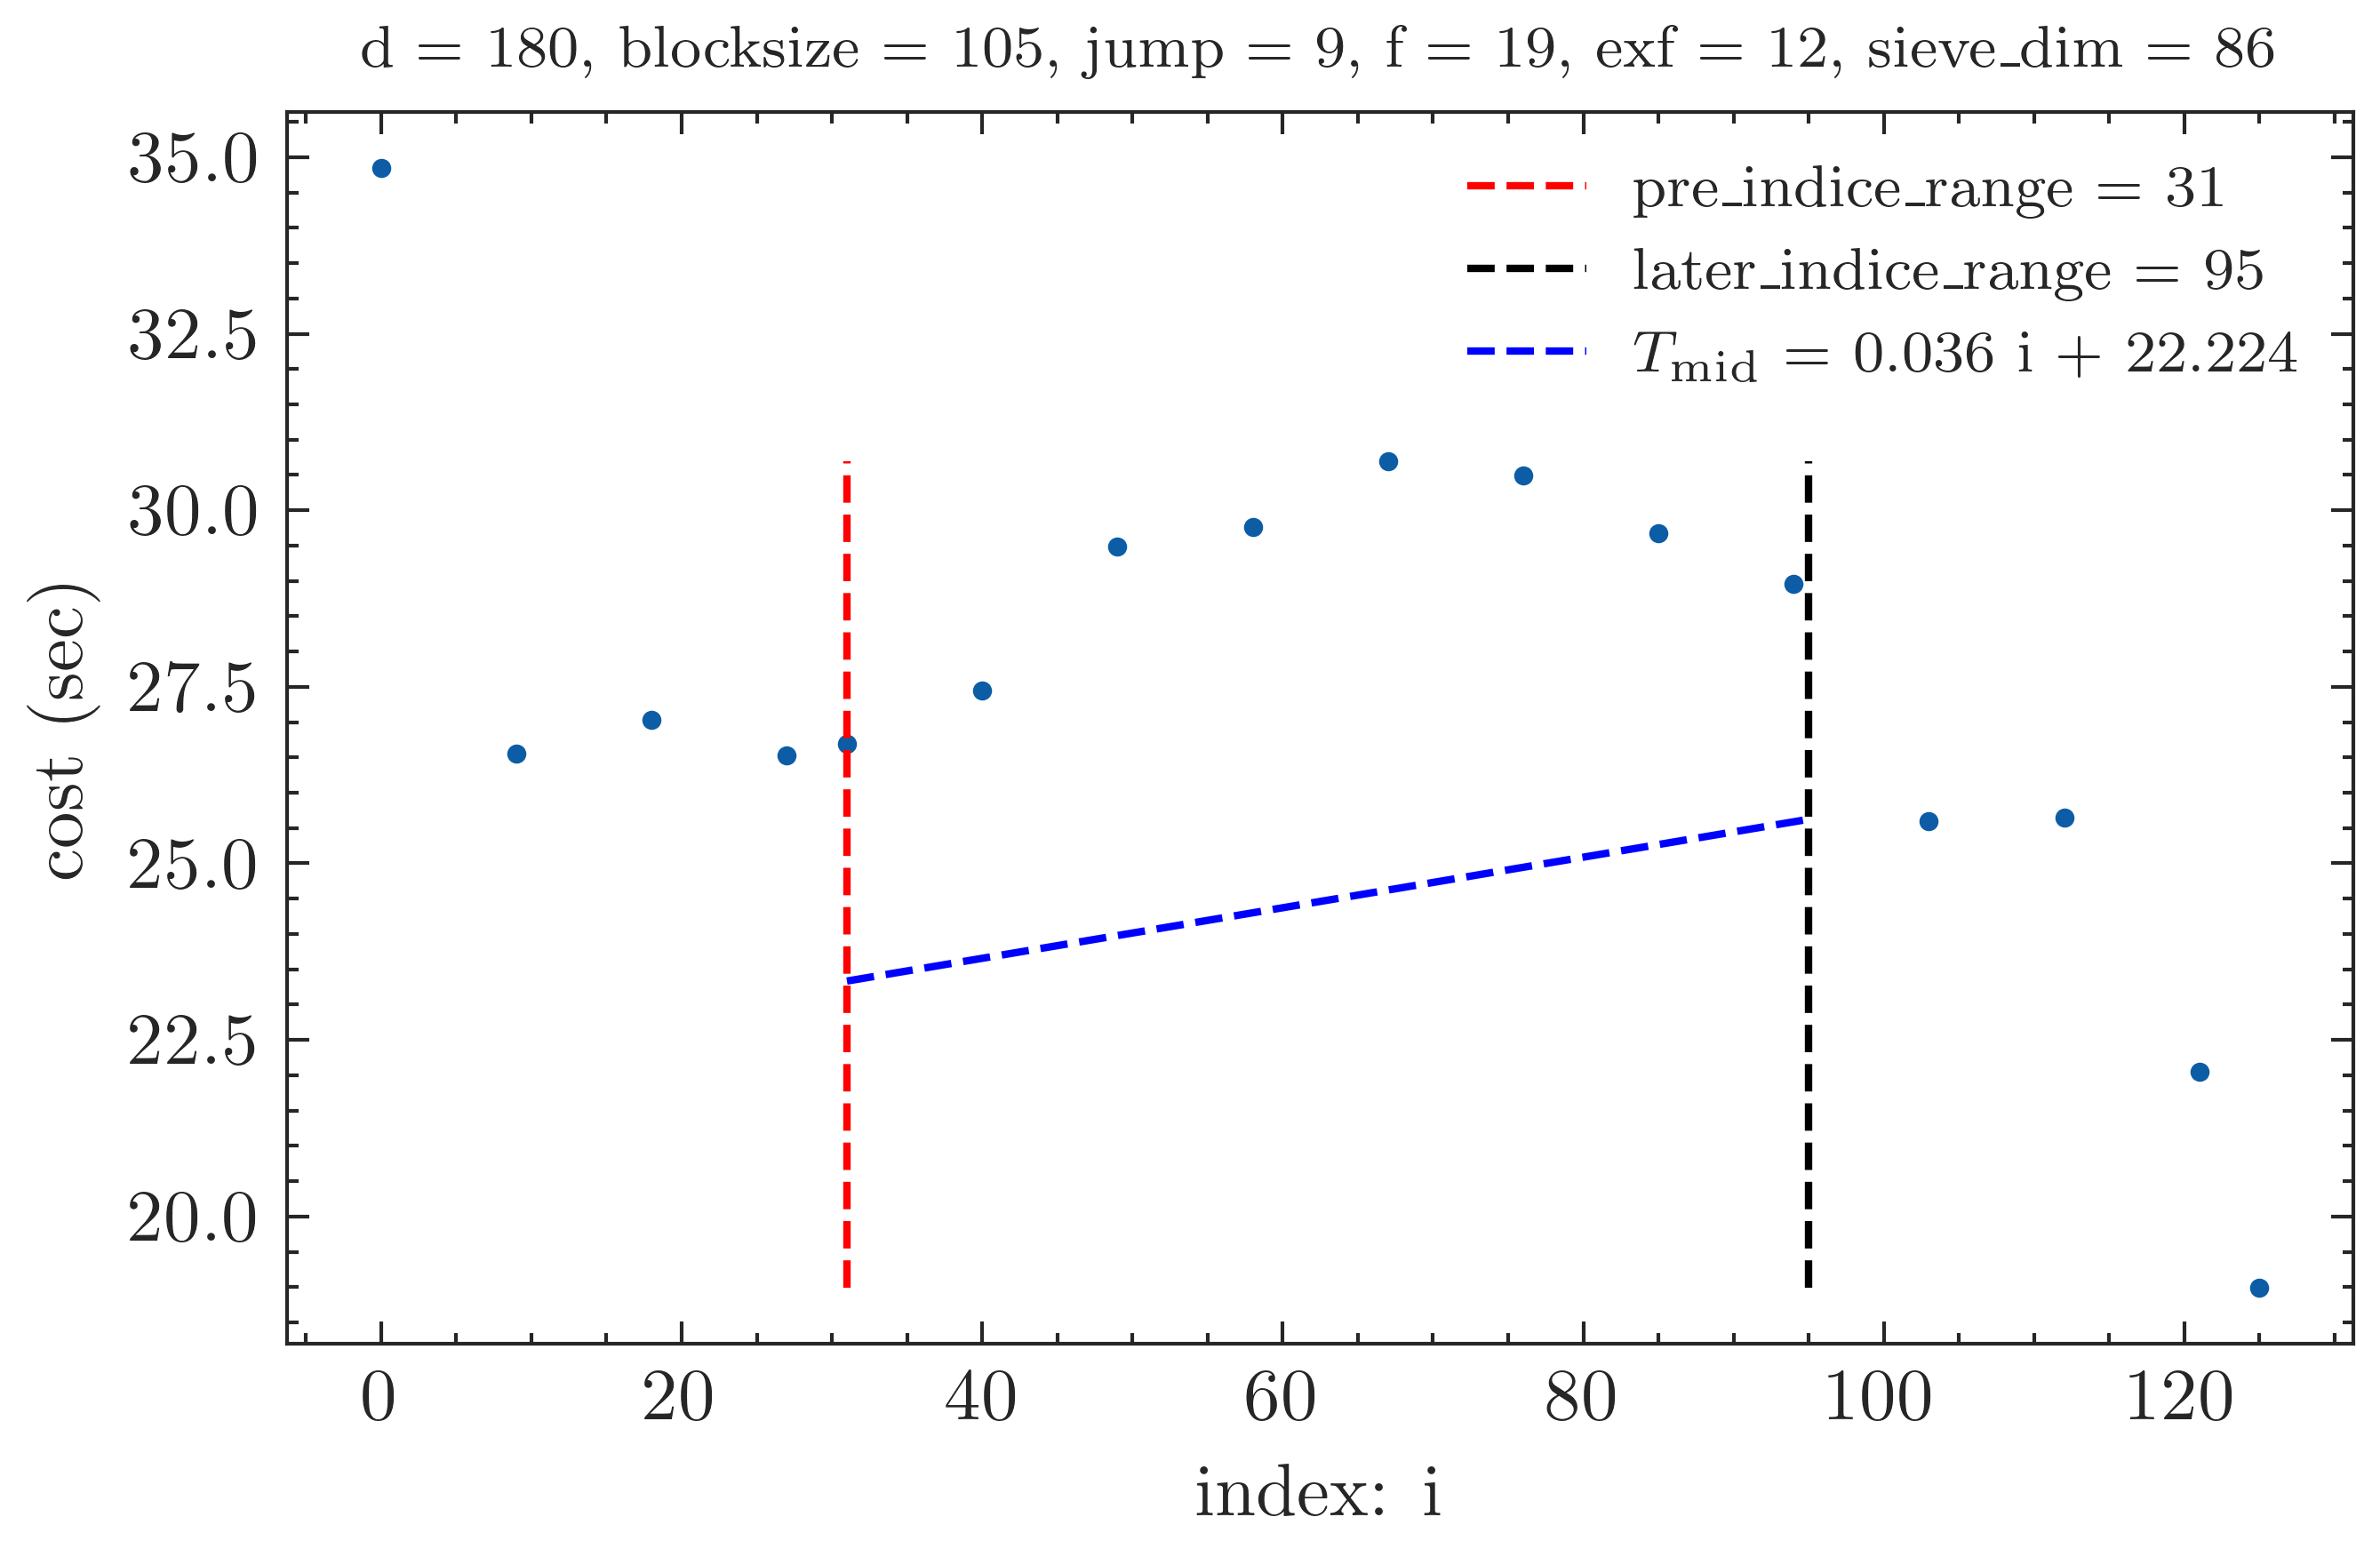 d = 180, blocksize = 105, jump = 9, f = 19, exf = 12, sieve_dim = 86
35.0
32.5
30.0
27.5
25.0
22.5
20.0
cost (sec)
pre_indice_range = 31
later_indice_range = 95
T_mid = 0.036 i + 22.224
0 20 40 60 80 100 120
index: i